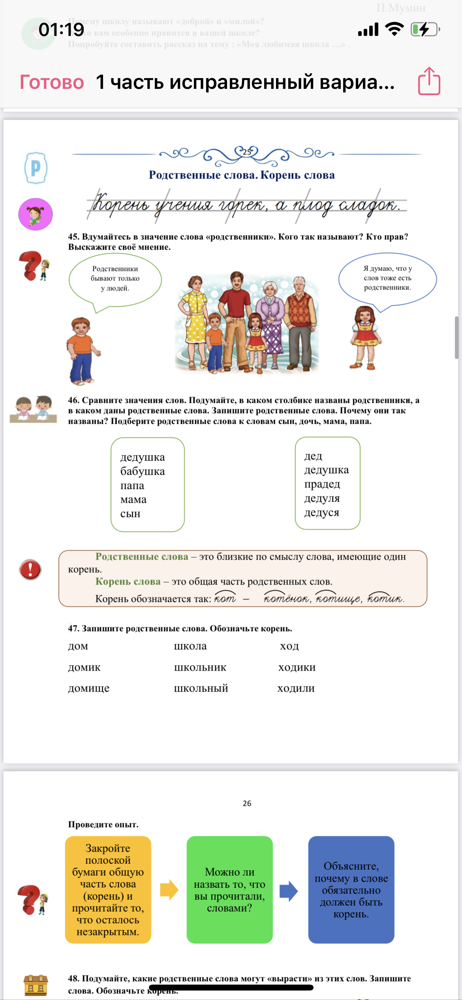 П.Мумин
Почему школу называют «доброй» и «милой»?
вам особенно нравится в вашей школе?
Попробуйте составить рассказ на тему : «Моя любимая школа …» .
01:19
Готово 1 часть исправленный вариа...
25
Р
Родственные слова. Корень слова
Корень учения горек, а плод сладок.
45. Вдумайтесь в значение слова «родственники». Кого так называют? Кто прав?
Выскажите своё мнение.
Родственники
бывают только
у людей.
Я думаю, что у
слов тоже есть
родственники.
46. Сравните значения слов. Подумайте, в каком столбике названы родственники, а
в каком даны родственные слова. Запишите родственные слова. Почему они так
названы? Подберите родственные слова к словам сын, дочь, мама, папа.
дедушка
бабушка
папа
мама
сын
дед
дедушка
прадед
дедуля
дедуся
Родственные слова – это близкие по смыслу слова, имеющие один
корень.
Корень слова – это общая часть родственных слов.
Корень обозначается так: кот – котёнок, котище, котик.
47. Запишите родственные слова. Обозначьте корень.
дом школа ход
домик школьник ходики
домище школьный ходили
26
Проведите опыт.
Закройте
полоской
бумаги общую
часть слова
(корень) и
прочитайте то,
что осталось
незакрытым.
Можно ли
назвать то, что
вы прочитали,
словами?
Объясните,
почему в слове
обязательно
должен быть
корень.
48. Подумайте, какие родственные слова могут «вырасти» из этих слов. Запишите
слова. Обозначьте корень.